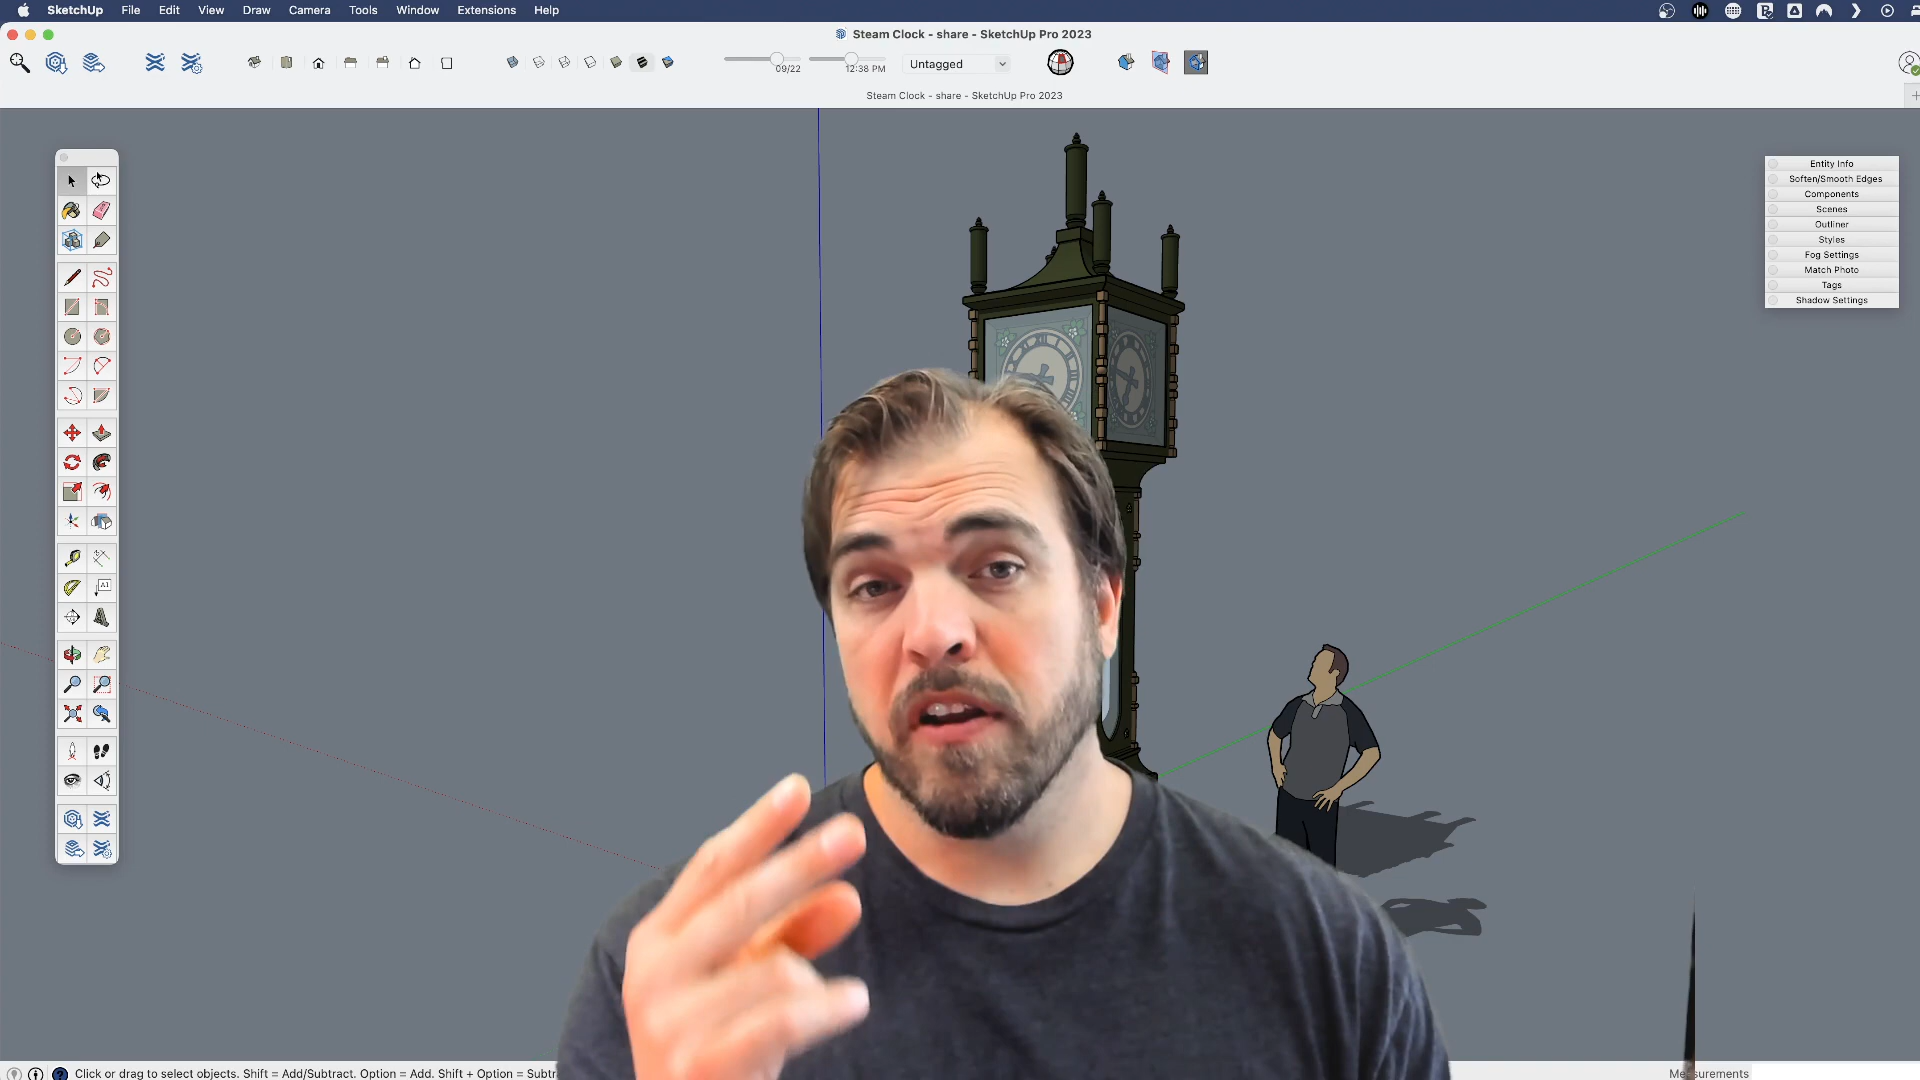 SketchUp File Edit View Draw Camera Tools Window Extensions Help
Steam Clock - share - SketchUp Pro 2023
09/22
12:38 PM
Untagged
Steam Clock - share - SketchUp Pro 2023
Entity Info
Soften/Smooth Edges
Components
Scenes
Outliner
Styles
Fog Settings
Match Photo
Tags
Shadow Settings
A1
Click or drag to select objects. Shift = Add/Subtract. Option = Add. Shift + Option = Subtr
Measurements